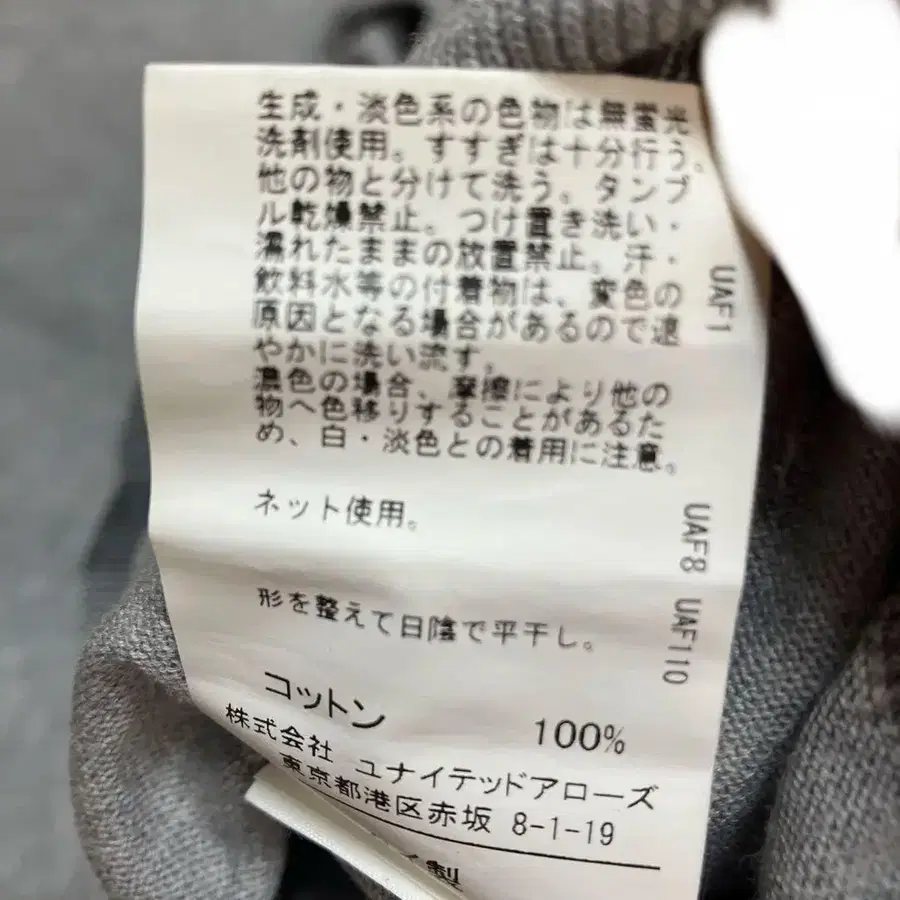 生成・淡色系の色物は無蛍光
洗剤使用。すすぎは十分行う。
他の物と分けて洗う。タンブ
ル乾燥禁止。つけ置き洗い・
濡れたままの放置禁止。汗・
飲料水等の付着物は、変色の
原因となる場合があるので速
やかに洗い流す。
濃色の場合、摩擦により他の
物へ色移りすることがあるた
め、白・淡色との着用に注意。
UAF1
ネット使用。
UAF8
形を整えて日陰で平干し。
UAF110
コットン 100%
株式会社 ユナイテッドアローズ
東京都港区赤坂 8-1-19
製